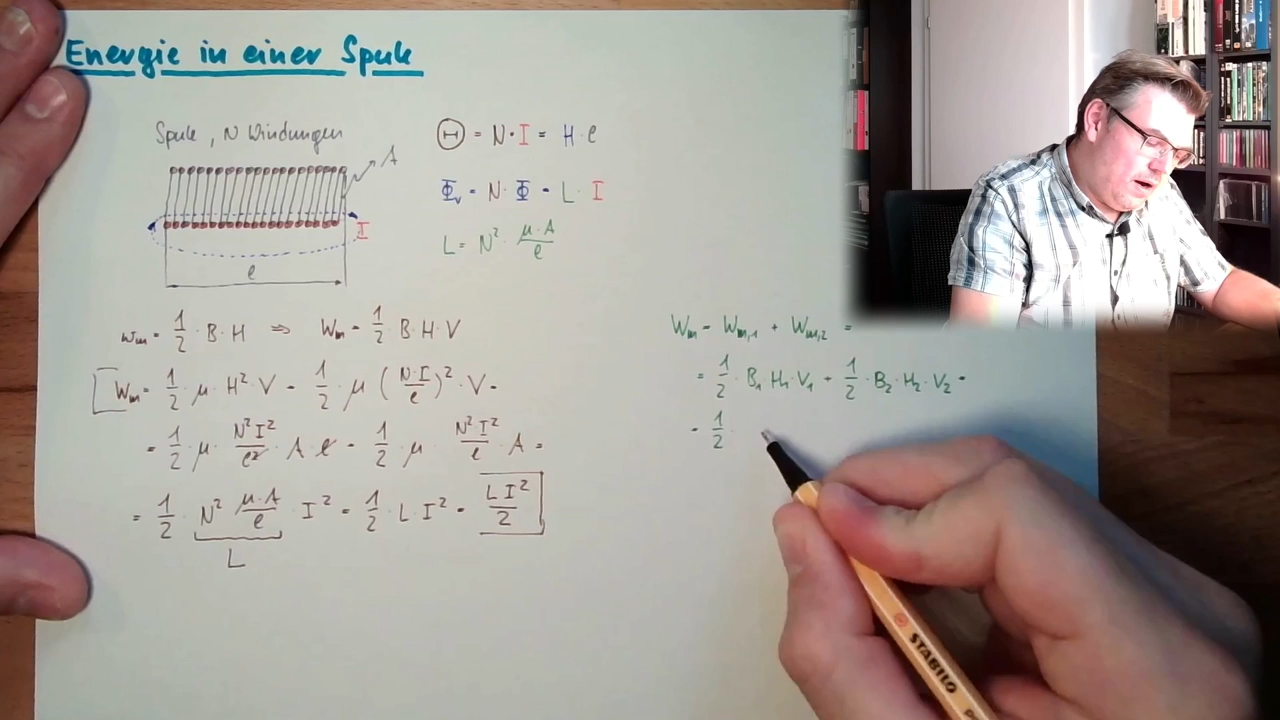 Energie in einer Spule
Spule, N Windungen
A
I
l
Θ = N · I = H · l
Φᵥ = N · Φ = L · I
L = N² · μ·A/l
wₘ = 1/2 · B · H ⇒ Wₘ = 1/2 B · H · V
Wₘ = 1/2 · μ · H² · V = 1/2 · μ (N·I/l)² · V =
= 1/2 · μ · N²I²/l² · A · l = 1/2 · μ · N²I²/l · A =
= 1/2 · N² μ·A/l · I² = 1/2 · L · I² = LI²/2
L
Wₘ = Wₘ,₁ + Wₘ,₂ =
= 1/2 · B₁ H₁ · V₁ + 1/2 · B₂ · H₂ · V₂ =
= 1/2 ·
STABILO